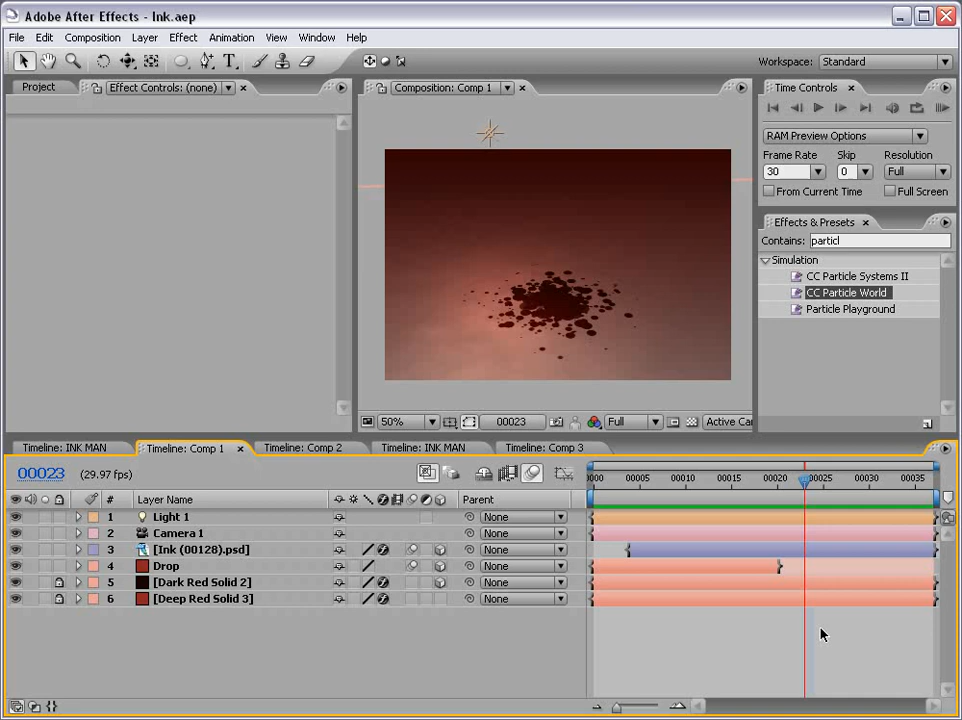 Adobe After Effects - Ink.aep
File Edit Composition Layer Effect Animation View Window Help
T
Workspace: Standard
Project Effect Controls: (none)
Composition: Comp 1
Time Controls
RAM Preview Options
Frame Rate Skip Resolution
30 0 Full
From Current Time Full Screen
Effects & Presets
Contains: particl
Simulation
CC Particle Systems II
CC Particle World
Particle Playground
50% 00023 Full Active Car
Timeline: INK MAN Timeline: Comp 1 Timeline: Comp 2 Timeline: INK MAN Timeline: Comp 3
00023 (29.97 fps)
0000 00005 00010 00015 00020 00025 00030 00035
# Layer Name Parent
1 Light 1 None
2 Camera 1 None
3 [Ink (00128).psd] None
4 Drop None
5 [Dark Red Solid 2] None
6 [Deep Red Solid 3] None